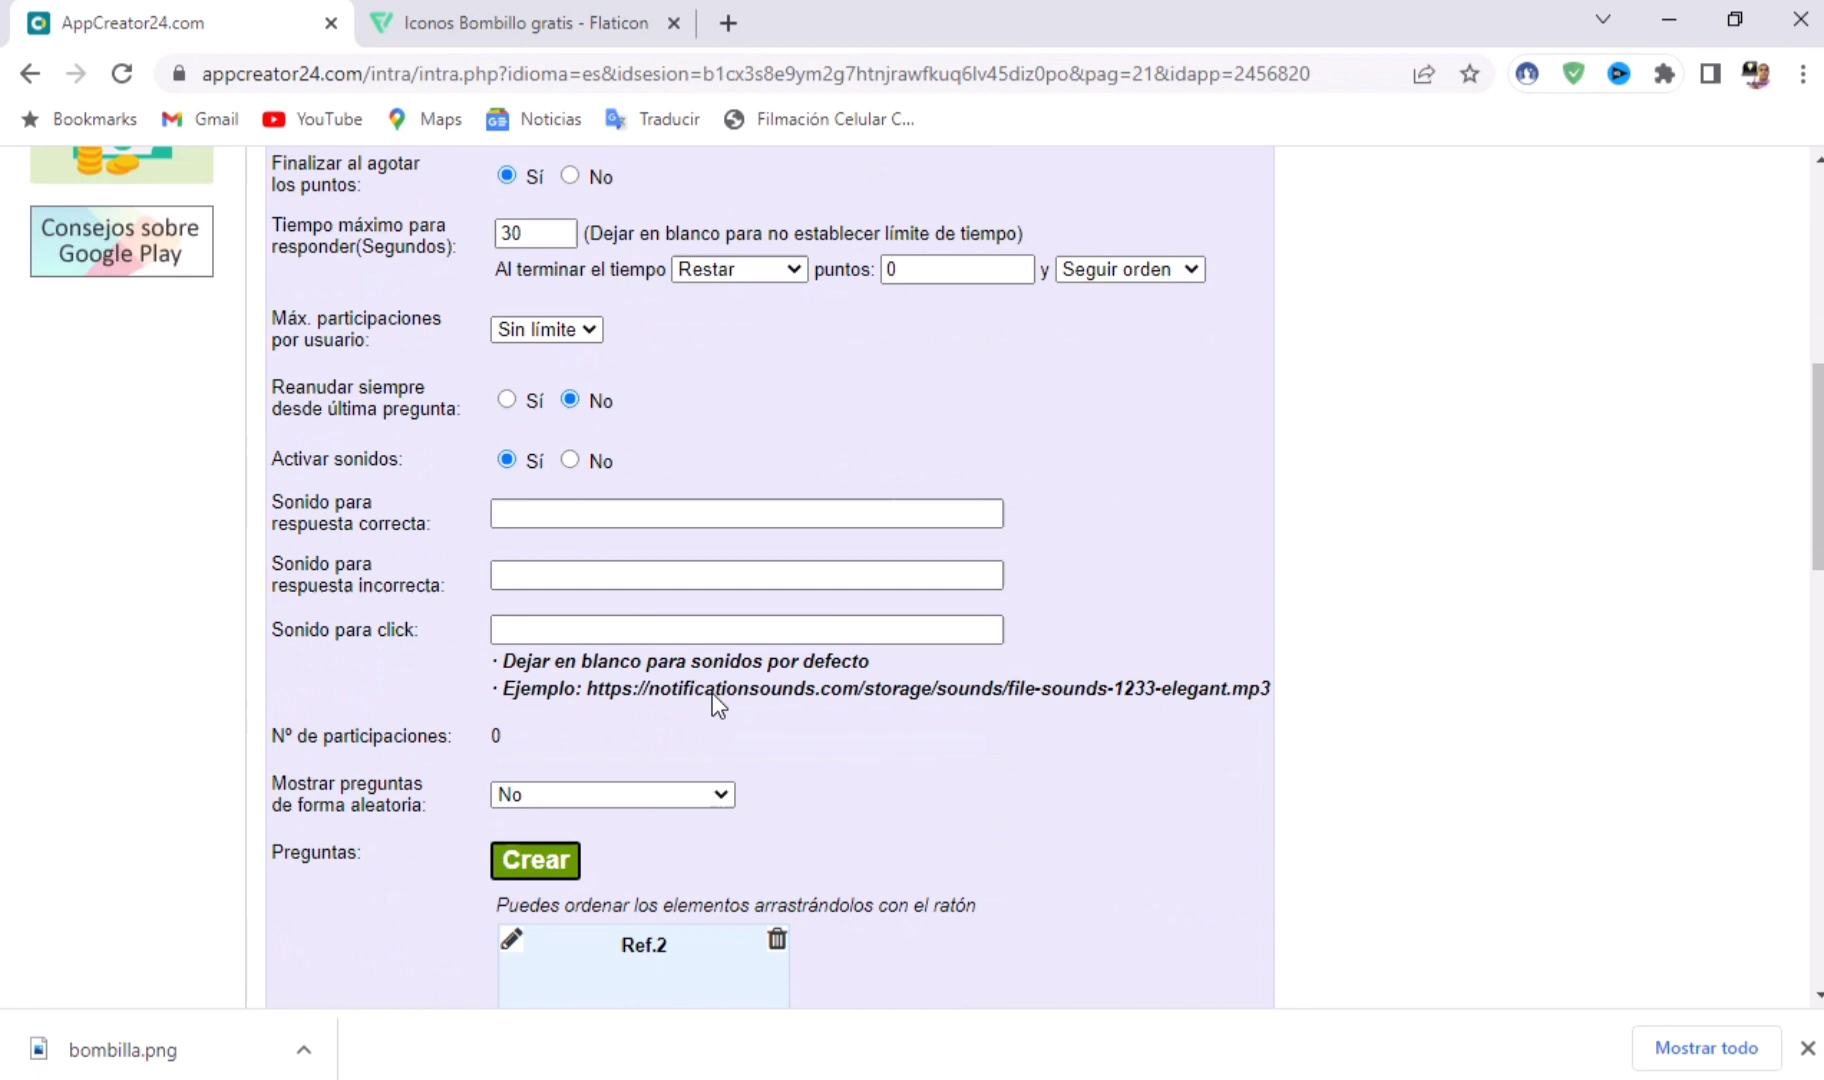 AppCreator24.com
Iconos Bombillo gratis - Flaticon
appcreator24.com/intra/intra.php?idioma=es&idsesion=b1cx3s8e9ym2g7htnjrawfkuq6lv45diz0po&pag=21&idapp=2456820
Bookmarks Gmail YouTube Maps Noticias Traducir Filmación Celular C...
Consejos sobre
Google Play
Finalizar al agotar
los puntos:
Sí No
Tiempo máximo para
responder(Segundos):
30 (Dejar en blanco para no establecer límite de tiempo)
Al terminar el tiempo Restar puntos: 0 y Seguir orden
Máx. participaciones
por usuario:
Sin límite
Reanudar siempre
desde última pregunta:
Sí No
Activar sonidos: Sí No
Sonido para
respuesta correcta:
Sonido para
respuesta incorrecta:
Sonido para click:
· Dejar en blanco para sonidos por defecto
· Ejemplo: https://notificationsounds.com/storage/sounds/file-sounds-1233-elegant.mp3
Nº de participaciones: 0
Mostrar preguntas
de forma aleatoria:
No
Preguntas: Crear
Puedes ordenar los elementos arrastrándolos con el ratón
Ref.2
bombilla.png
Mostrar todo